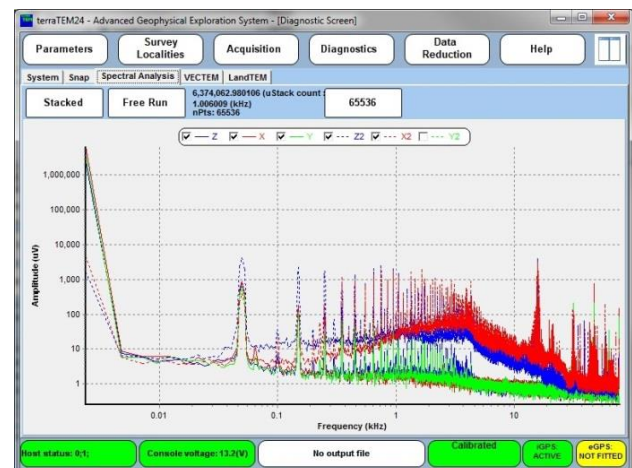 terraTEM24 - Advanced Geophysical Exploration System - [Diagnostic Screen]
Parameters
Survey Localities
Acquisition
Diagnostics
Data Reduction
Help
System Snap Spectral Analysis VECTEM LandTEM
Stacked
Free Run
6,374,062.980106 (uStack count :
1.006009 (kHz)
nPts: 65536
65536
Z X Y Z2 X2 Y2
Amplitude (uV)
1,000,000
100,000
10,000
1,000
100
10
1
0.01 0.1 1 10
Frequency (kHz)
Host status: 0;1;
Console voltage: 13.2(V)
No output file
Calibrated
iGPS: ACTIVE
eGPS: NOT FITTED